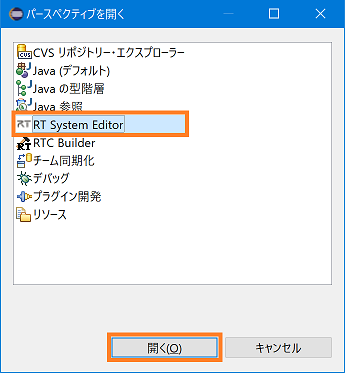 パースペクティブを開く
CVS リポジトリー・エクスプローラー
Java (デフォルト)
Java の型階層
Java 参照
RT System Editor
RTC Builder
チーム同期化
デバッグ
プラグイン開発
リソース
開く(O)
キャンセル